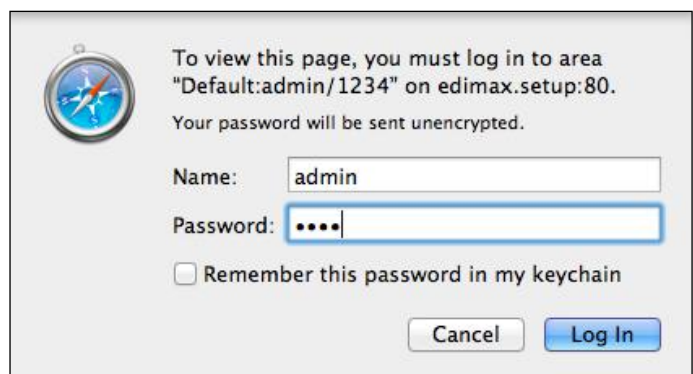 To view this page, you must log in to area
“Default:admin/1234” on edimax.setup:80.
Your password will be sent unencrypted.
Name: admin
Password: ••••
Remember this password in my keychain
Cancel Log In